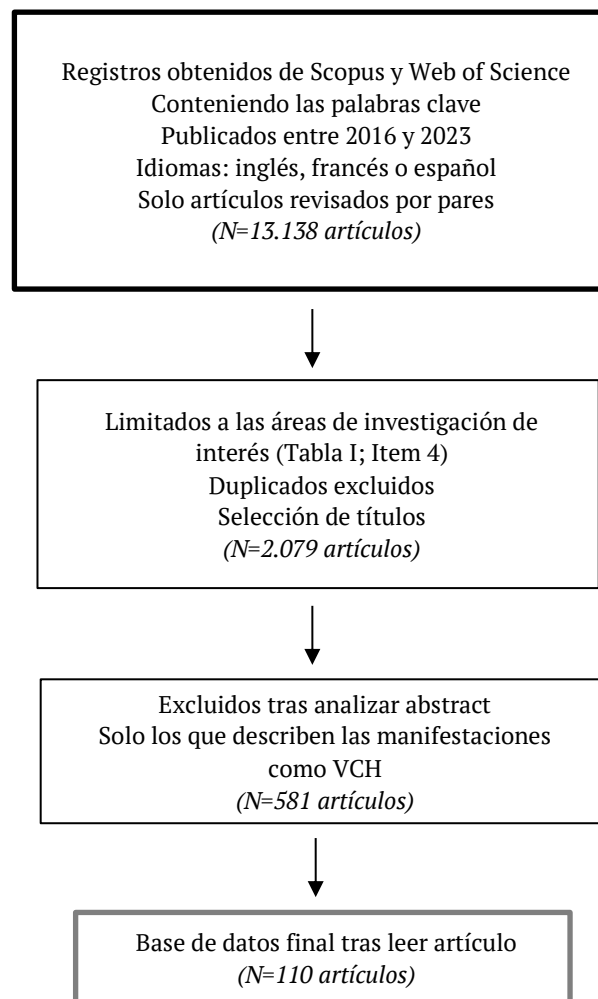 Registros obtenidos de Scopus y Web of Science
Conteniendo las palabras clave
Publicados entre 2016 y 2023
Idiomas: inglés, francés o español
Solo artículos revisados por pares
(N=13.138 artículos)
Limitados a las áreas de investigación de
interés (Tabla I; Item 4)
Duplicados excluidos
Selección de títulos
(N=2.079 artículos)
Excluidos tras analizar abstract
Solo los que describen las manifestaciones
como VCH
(N=581 artículos)
Base de datos final tras leer artículo
(N=110 artículos)